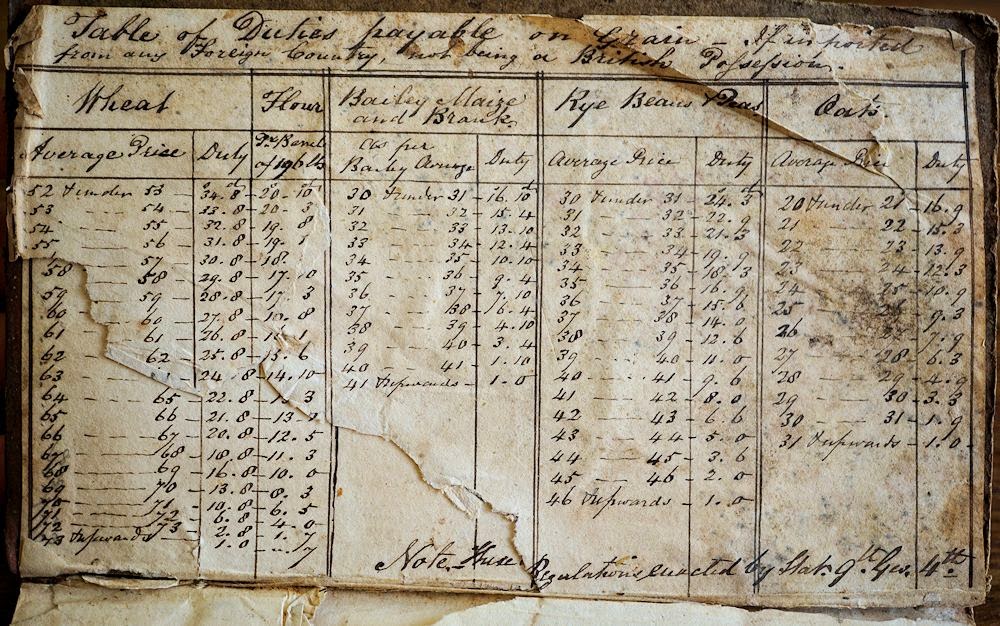 Table of Duties payable on Grain – If imported
from any Foreign Country, not being a British Possession.
Wheat Flour Barley Maize Rye Beans Peas Oats.
and Brank.
Average Price Duty Pr Barrel Cts per Duty Average Price Duty Average Price Duty
of 196 lbs Barley Average
52 & under 53 – 34. 8 – 20. 10 30 & under 31 – 16. 10 30 & under 31 – 24. 3 20 & under 21 – 16. 9
53 – 54 – 33. 8 – 20. 3 31 – 32 – 15. 4 31 – 32 – 22. 9 21 – 22 – 15. 3
54 – 55 – 32. 8 – 19. 8 32 – 33 – 13. 10 32 – 33 – 21. 3 22 – 23 – 13. 9
55 – 56 – 31. 8 – 19. 1 33 – 34 – 12. 4 33 – 34 – 19. 9 23 – 24 – 12. 3
57 – 30. 8 – 18. 34 – 35 – 10. 10 34 – 35 – 18. 3 25 – 10. 9
58 – 58 – 29. 8 – 17. 10 35 – 36 – 9. 4 35 – 36 – 16. 9 25 – 9. 3
59 – 59 – 28. 8 – 17. 3 36 – 37 – 7. 10 36 – 37 – 15. 6 26 – 7. 9
60 – 60 – 27. 8 – 37 – 38 – 6. 4 37 – 38 – 14. 0 27 – 28 – 6. 3
61 – 61 – 26. 8 – 38 – 39 – 4. 10 38 – 39 – 12. 6 28 – 29 – 4. 9
62 – 62 – 25. 8 – 15. 6 39 – 40 – 3. 4 39 – 40 – 11. 0 29 – 30 – 3. 3
63 – 24. 8 – 14. 10 40 – 41 – 1. 10 40 – 41 – 9. 6 30 – 31 – 1. 9
64 – 65 – 22. 8 – 3 41 & upwards – 1. 0 41 – 42 – 8. 0 31 & upwards – 1. 0
65 – 66 – 21. 8 – 13. 42 – 43 – 6. 6
66 – 67 – 20. 8 – 12. 5 43 – 44 – 5. 0
67 – 68 – 18. 8 – 11. 3 44 – 45 – 3. 6
68 – 69 – 16. 8 – 10. 0 45 – 46 – 2. 0
69 – 70 – 13. 8 – 8. 3 46 & upwards – 1. 0
70 – 71 – 10. 8 – 6. 5
71 – 72 – 6. 8 – 4. 0
72 – 73 – 2. 8 – 1. 7
73 & upwards – 1. 0 – 7
Note These Regulations enacted by Stat. 9th Geo. 4th